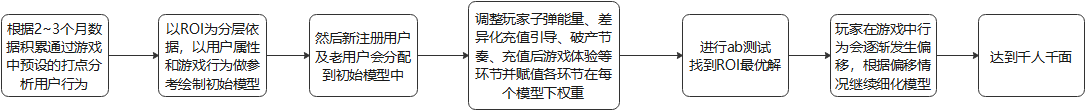 根据2~3个月数
据积累通过游戏
中预设的打点分
析用户行为
以ROI为分层依
据，以用户属性
和游戏行为做参
考绘制初始模型
然后新注册用户
及老用户会分配
到初始模型中
调整玩家子弹能量、差
异化充值引导、破产节
奏、充值后游戏体验等
环节并赋值各环节在每
个模型下权重
进行ab测试
找到ROI最优解
玩家在游戏中行
为会逐渐发生偏
移，根据偏移情
况继续细化模型
达到千人千面